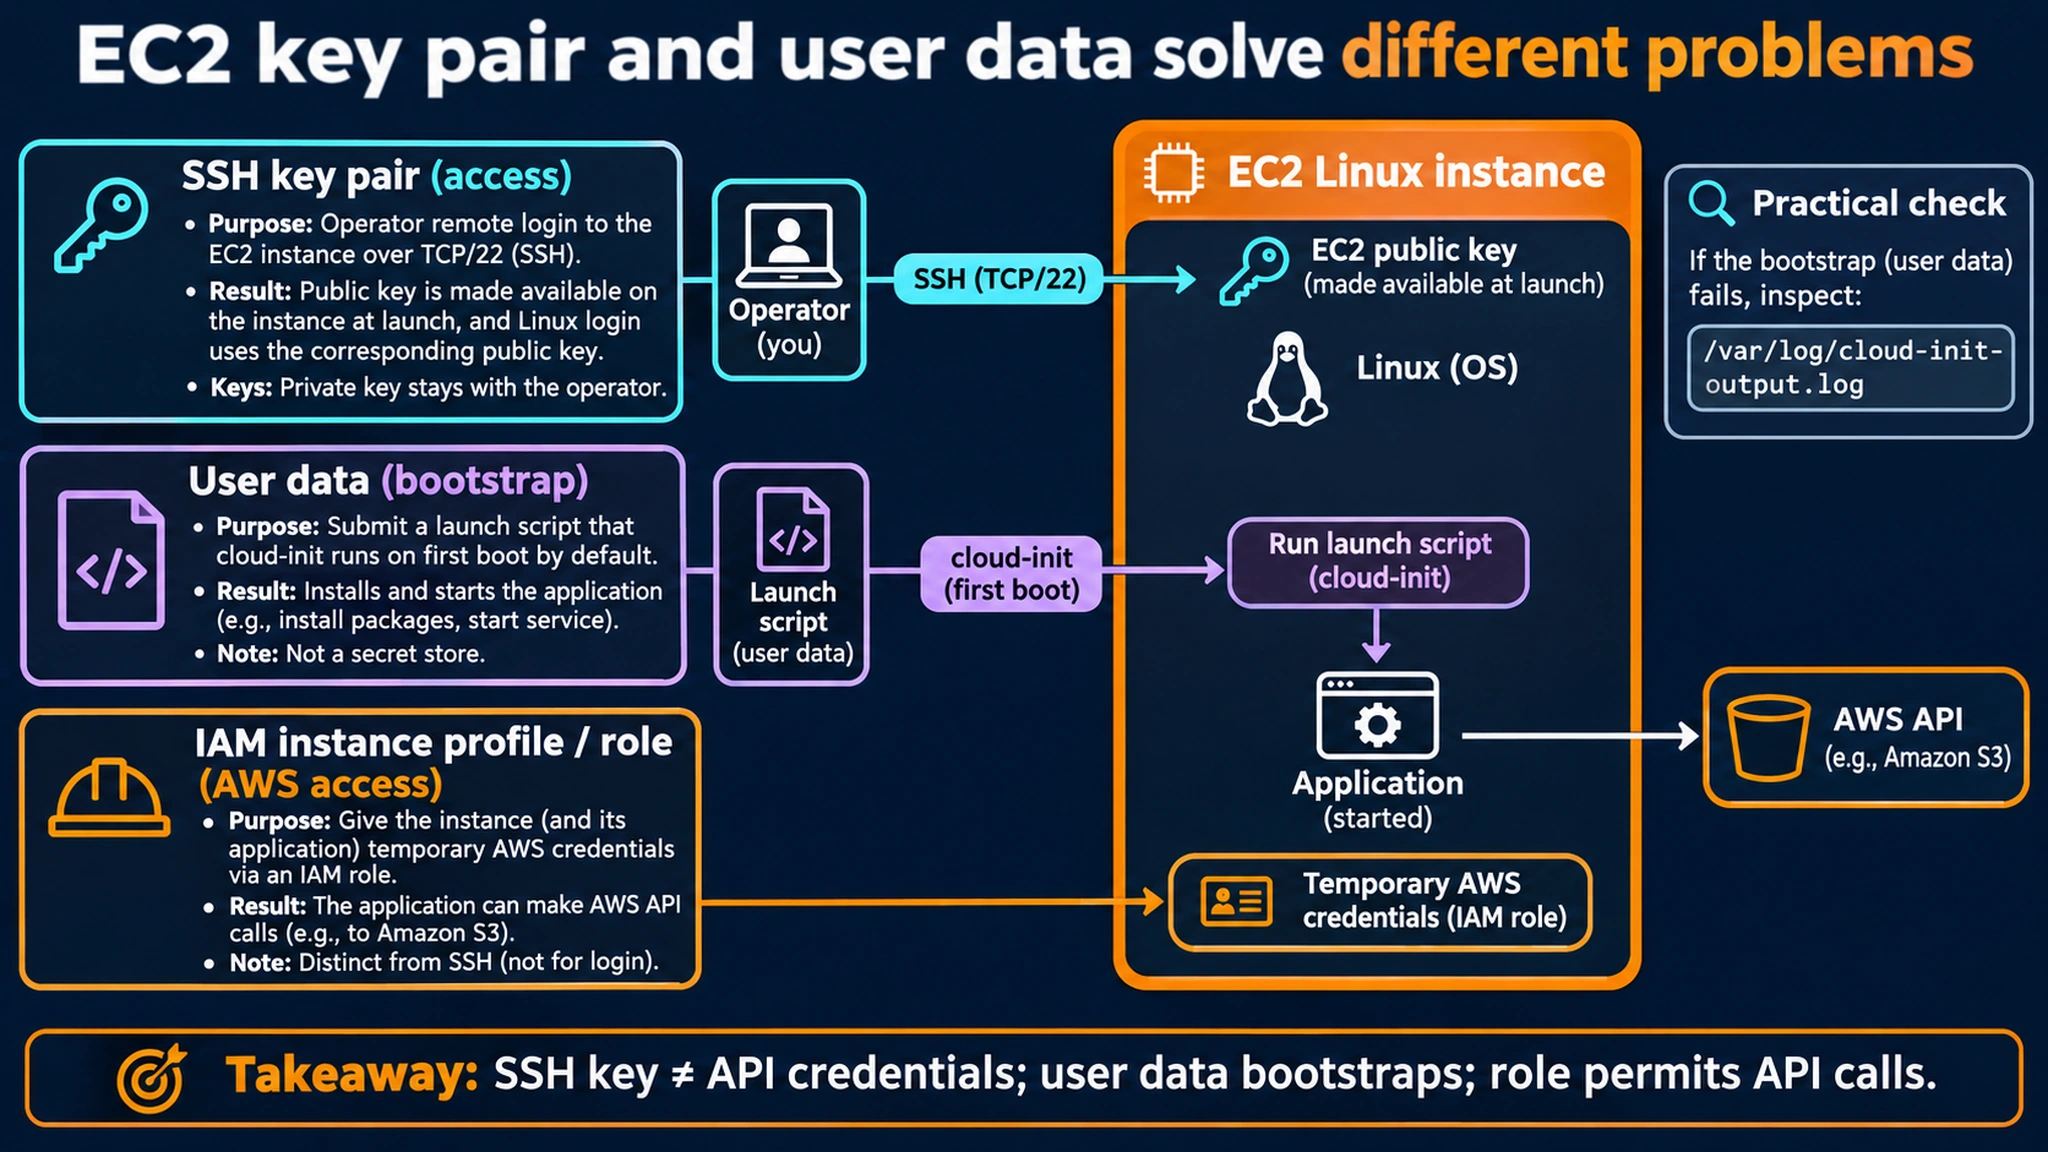 EC2 key pair and user data solve different problems
SSH key pair (access)
• Purpose: Operator remote login to the
EC2 instance over TCP/22 (SSH).
• Result: Public key is made available on
the instance at launch, and Linux login
uses the corresponding public key.
• Keys: Private key stays with the operator.
Operator
(you)
SSH (TCP/22)
EC2 Linux instance
EC2 public key
(made available at launch)
Linux (OS)
Practical check
If the bootstrap (user data)
fails, inspect:
/var/log/cloud-init-
output.log
User data (bootstrap)
• Purpose: Submit a launch script that
cloud-init runs on first boot by default.
• Result: Installs and starts the application
(e.g., install packages, start service).
• Note: Not a secret store.
</>
</>
Launch
script
(user data)
cloud-init
(first boot)
Run launch script
(cloud-init)
Application
(started)
AWS API
(e.g., Amazon S3)
IAM instance profile / role
(AWS access)
• Purpose: Give the instance (and its
application) temporary AWS credentials
via an IAM role.
• Result: The application can make AWS API
calls (e.g., to Amazon S3).
• Note: Distinct from SSH (not for login).
Temporary AWS
credentials (IAM role)
Takeaway: SSH key ≠ API credentials; user data bootstraps; role permits API calls.